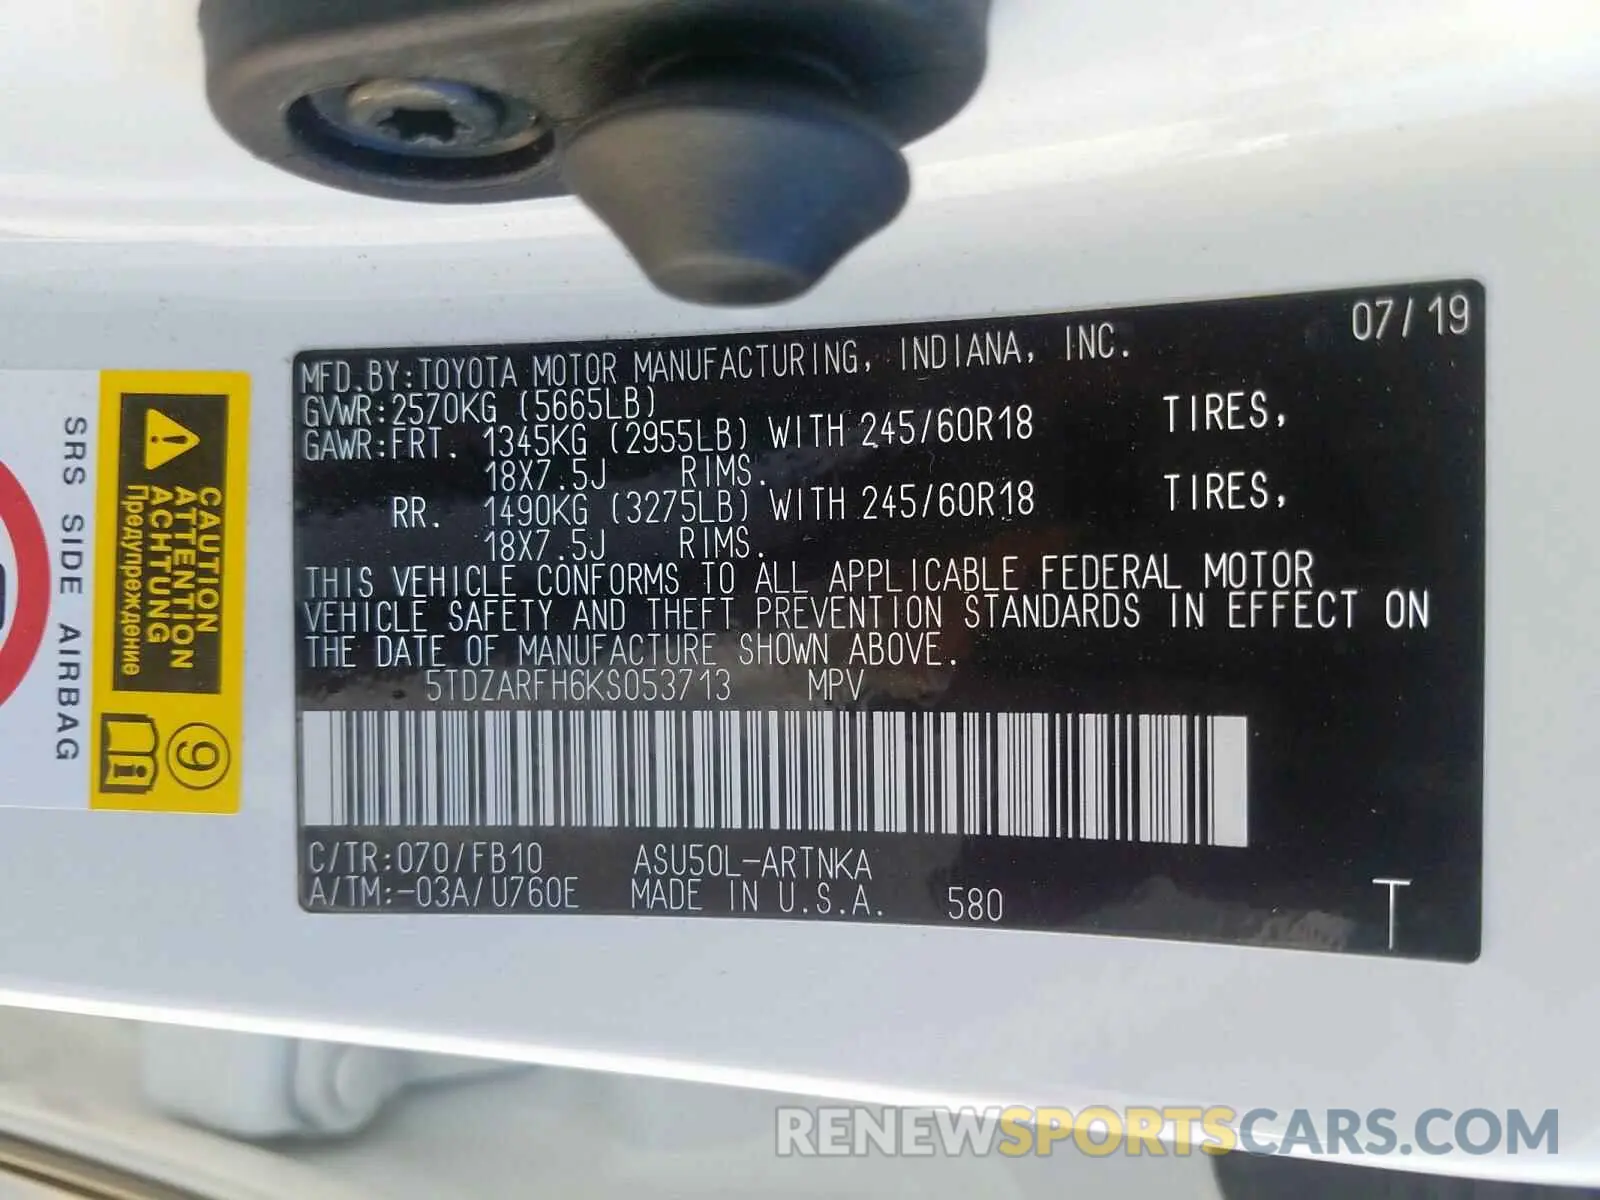 07/19
MFD.BY:TOYOTA MOTOR MANUFACTURING, INDIANA, INC.
GVWR:2570KG (5665LB)
GAWR:FRT. 1345KG (2955LB) WITH 245/60R18 TIRES,
18X7.5J RIMS.
RR. 1490KG (3275LB) WITH 245/60R18 TIRES,
18X7.5J RIMS.
THIS VEHICLE CONFORMS TO ALL APPLICABLE FEDERAL MOTOR
VEHICLE SAFETY AND THEFT PREVENTION STANDARDS IN EFFECT ON
THE DATE OF MANUFACTURE SHOWN ABOVE.
5TDZARFH6KS053713 MPV
C/TR:070/FB10 ASU50L-ARTNKA
A/TM:-03A/U760E MADE IN U.S.A. 580
T
CAUTION
ATTENTION
ACHTUNG
Предупреждение
9
SRS SIDE AIRBAG
RENEWSPORTSCARS.COM